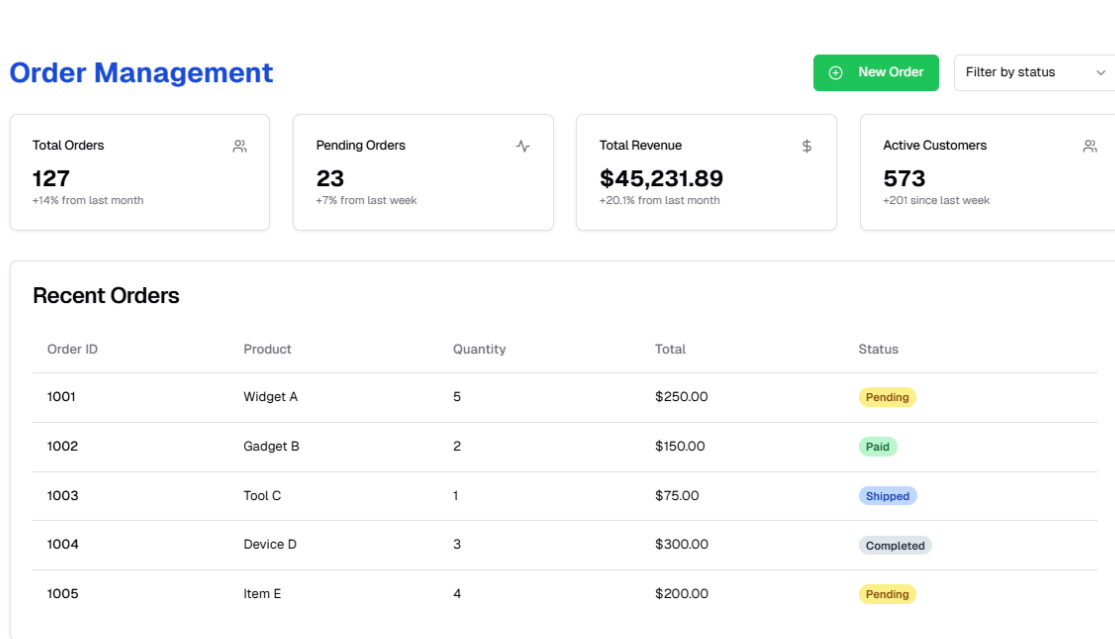 Order Management
New Order
Filter by status
Total Orders
127
+14% from last month
Pending Orders
23
+7% from last week
Total Revenue
$45,231.89
+20.1% from last month
Active Customers
573
+201 since last week
Recent Orders
Order ID Product Quantity Total Status
1001 Widget A 5 $250.00 Pending
1002 Gadget B 2 $150.00 Paid
1003 Tool C 1 $75.00 Shipped
1004 Device D 3 $300.00 Completed
1005 Item E 4 $200.00 Pending